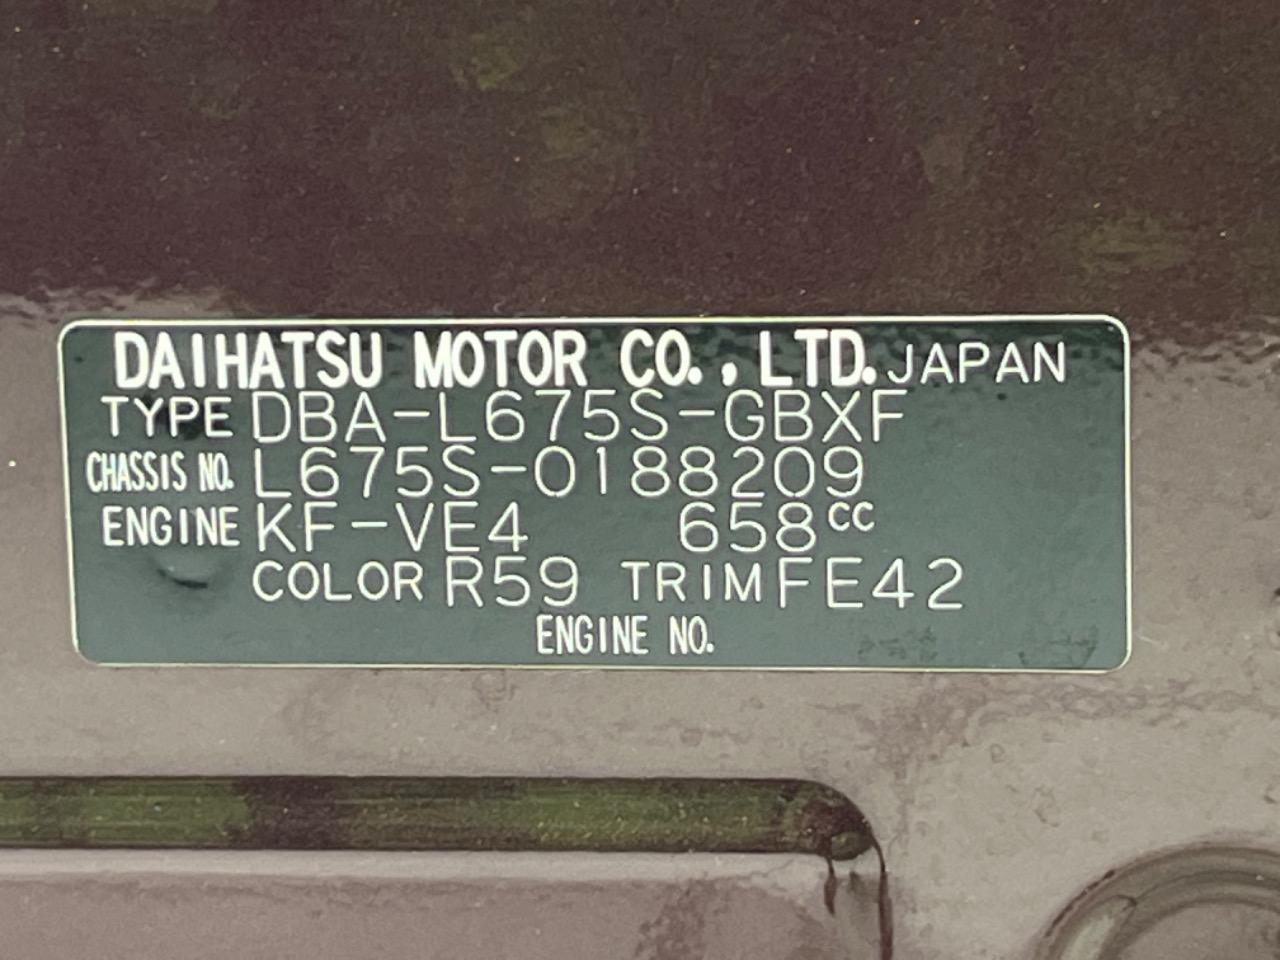 DAIHATSU MOTOR CO., LTD. JAPAN
TYPE DBA-L675S-GBXF
CHASSIS NO. L675S-0188209
ENGINE KF-VE4 658cc
COLOR R59 TRIM FE42
ENGINE NO.